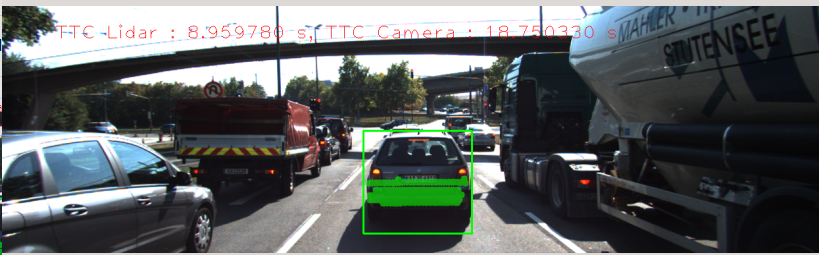 TTC Lidar : 8.959780 s, TTC Camera : 18.750330 s
MAHLER
STUTENSEE